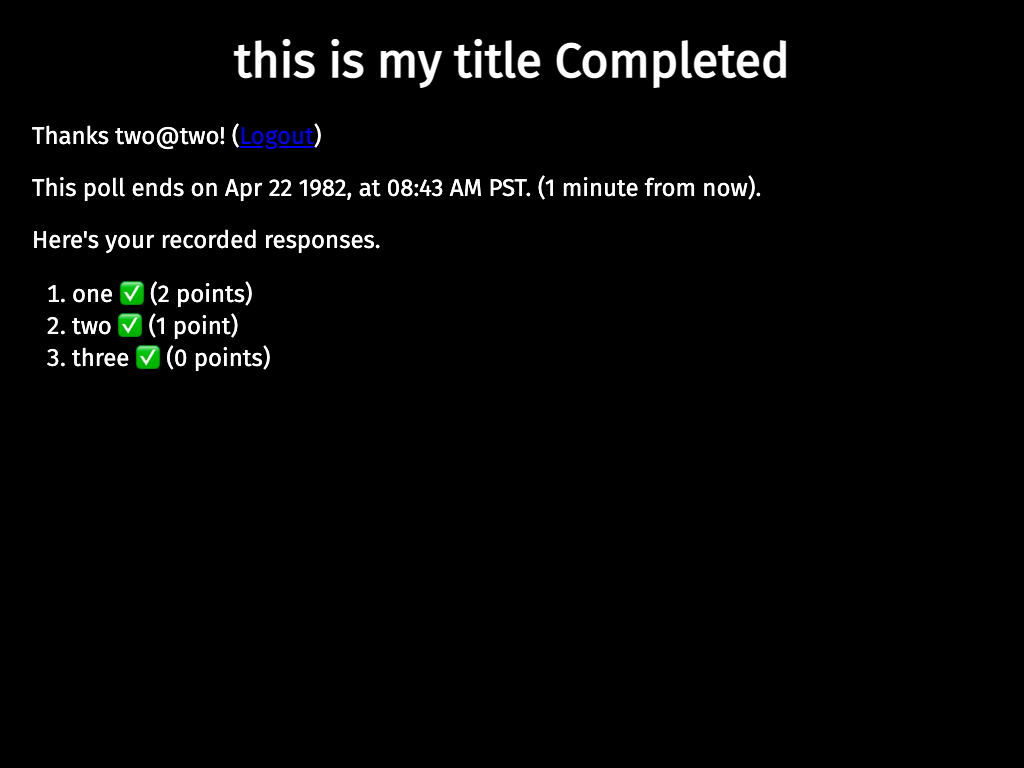 this is my title Completed
Thanks two@two! (Logout)
This poll ends on Apr 22 1982, at 08:43 AM PST. (1 minute from now).
Here's your recorded responses.
1. one ✅ (2 points)
2. two ✅ (1 point)
3. three ✅ (0 points)